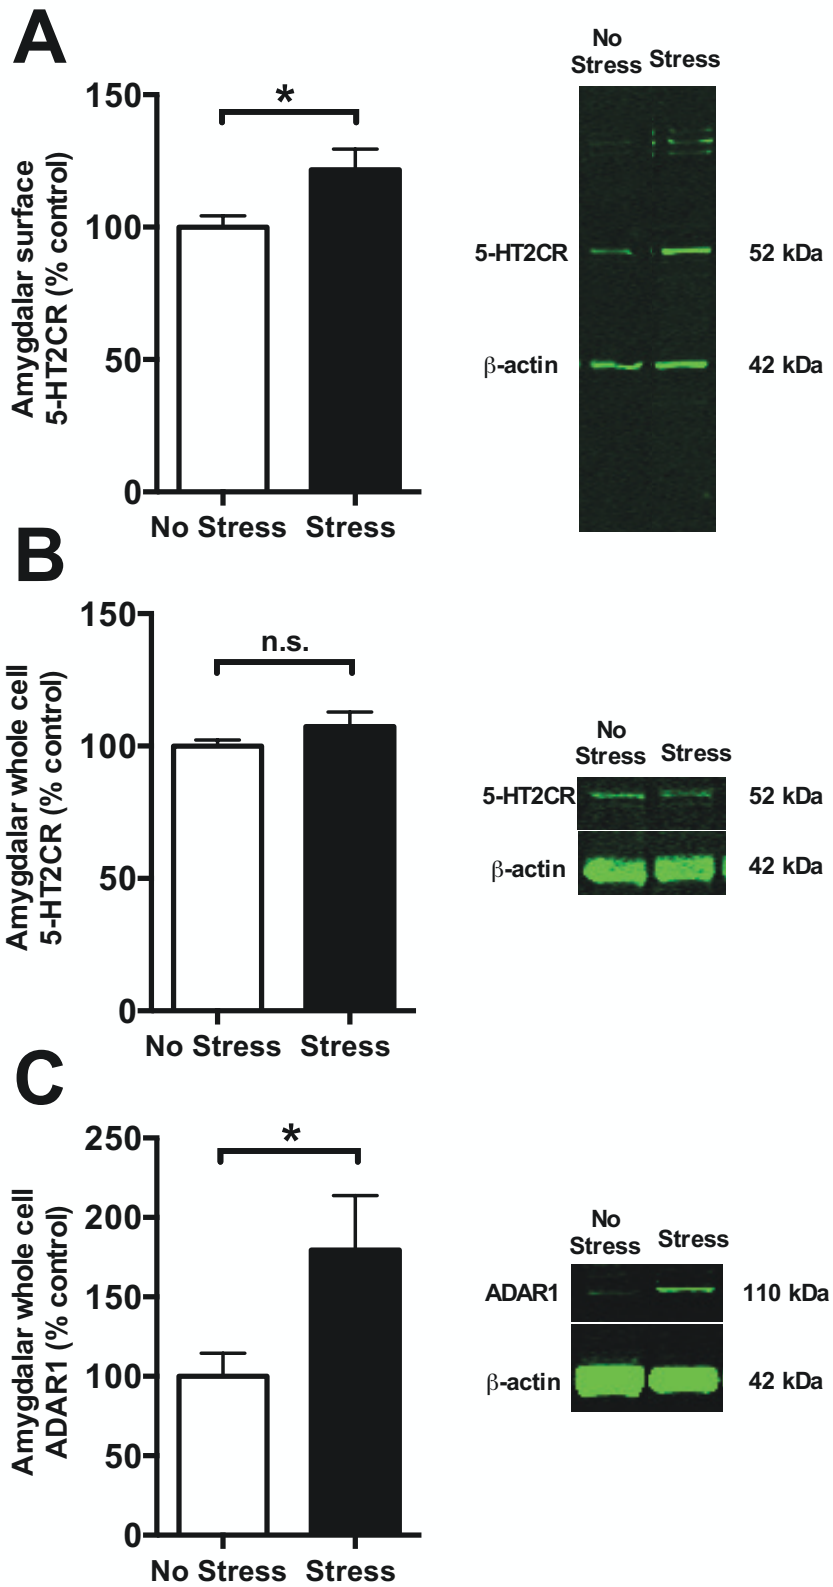 A
150
100
50
0
Amygdalar surface
5-HT2CR (% control)
*
No Stress Stress
No
Stress Stress
5-HT2CR 52 kDa
β-actin 42 kDa
B
150
100
50
0
Amygdalar whole cell
5-HT2CR (% control)
n.s.
No Stress Stress
No
Stress Stress
5-HT2CR 52 kDa
β-actin 42 kDa
C
250
200
150
100
50
0
Amygdalar whole cell
ADAR1 (% control)
*
No Stress Stress
No
Stress Stress
ADAR1 110 kDa
β-actin 42 kDa